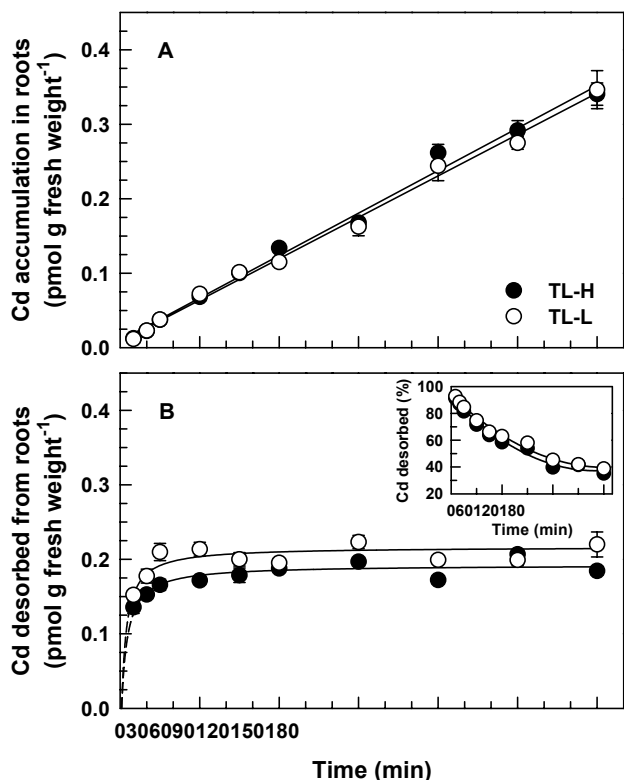 A
0.4
0.3
0.2
0.1
0.0
Cd accumulation in roots
(pmol g fresh weight-1)
TL-H
TL-L
B
0.4
0.3
0.2
0.1
0.0
Cd desorbed from roots
(pmol g fresh weight-1)
100
80
60
40
20
Cd desorbed (%)
060120180
Time (min)
0306090120150180
Time (min)